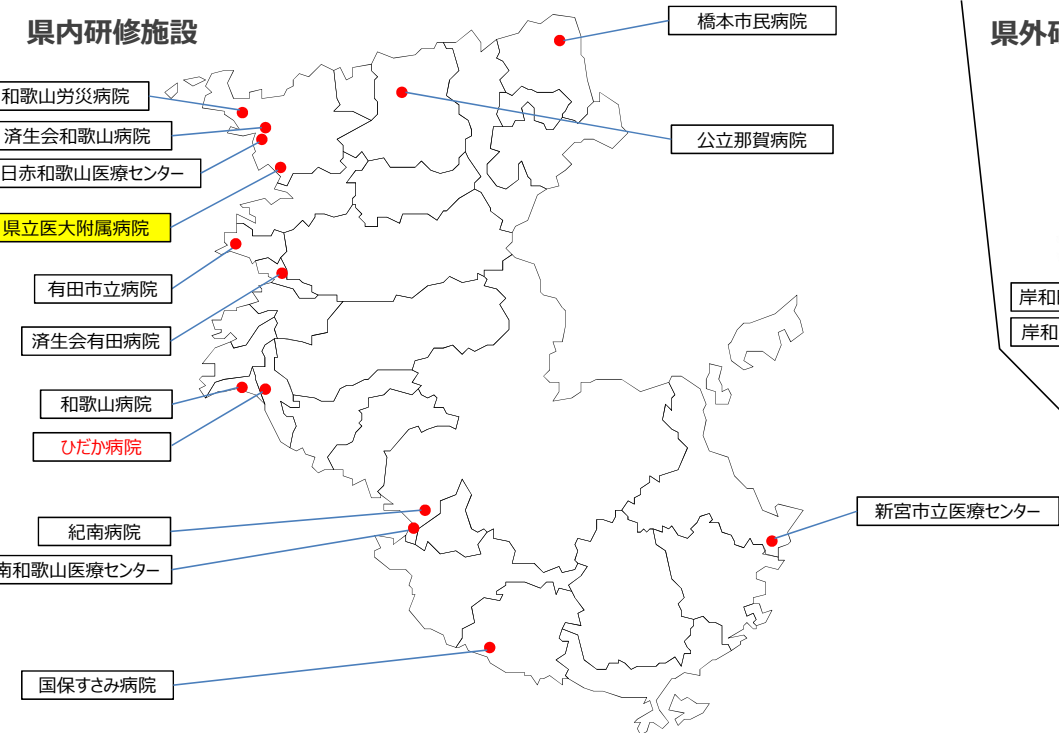 県内研修施設
県外研
橋本市民病院
和歌山労災病院
済生会和歌山病院
公立那賀病院
日赤和歌山医療センター
県立医大附属病院
有田市立病院
済生会有田病院
和歌山病院
ひだか病院
紀南病院
南和歌山医療センター
国保すさみ病院
新宮市立医療センター
岸和
岸和